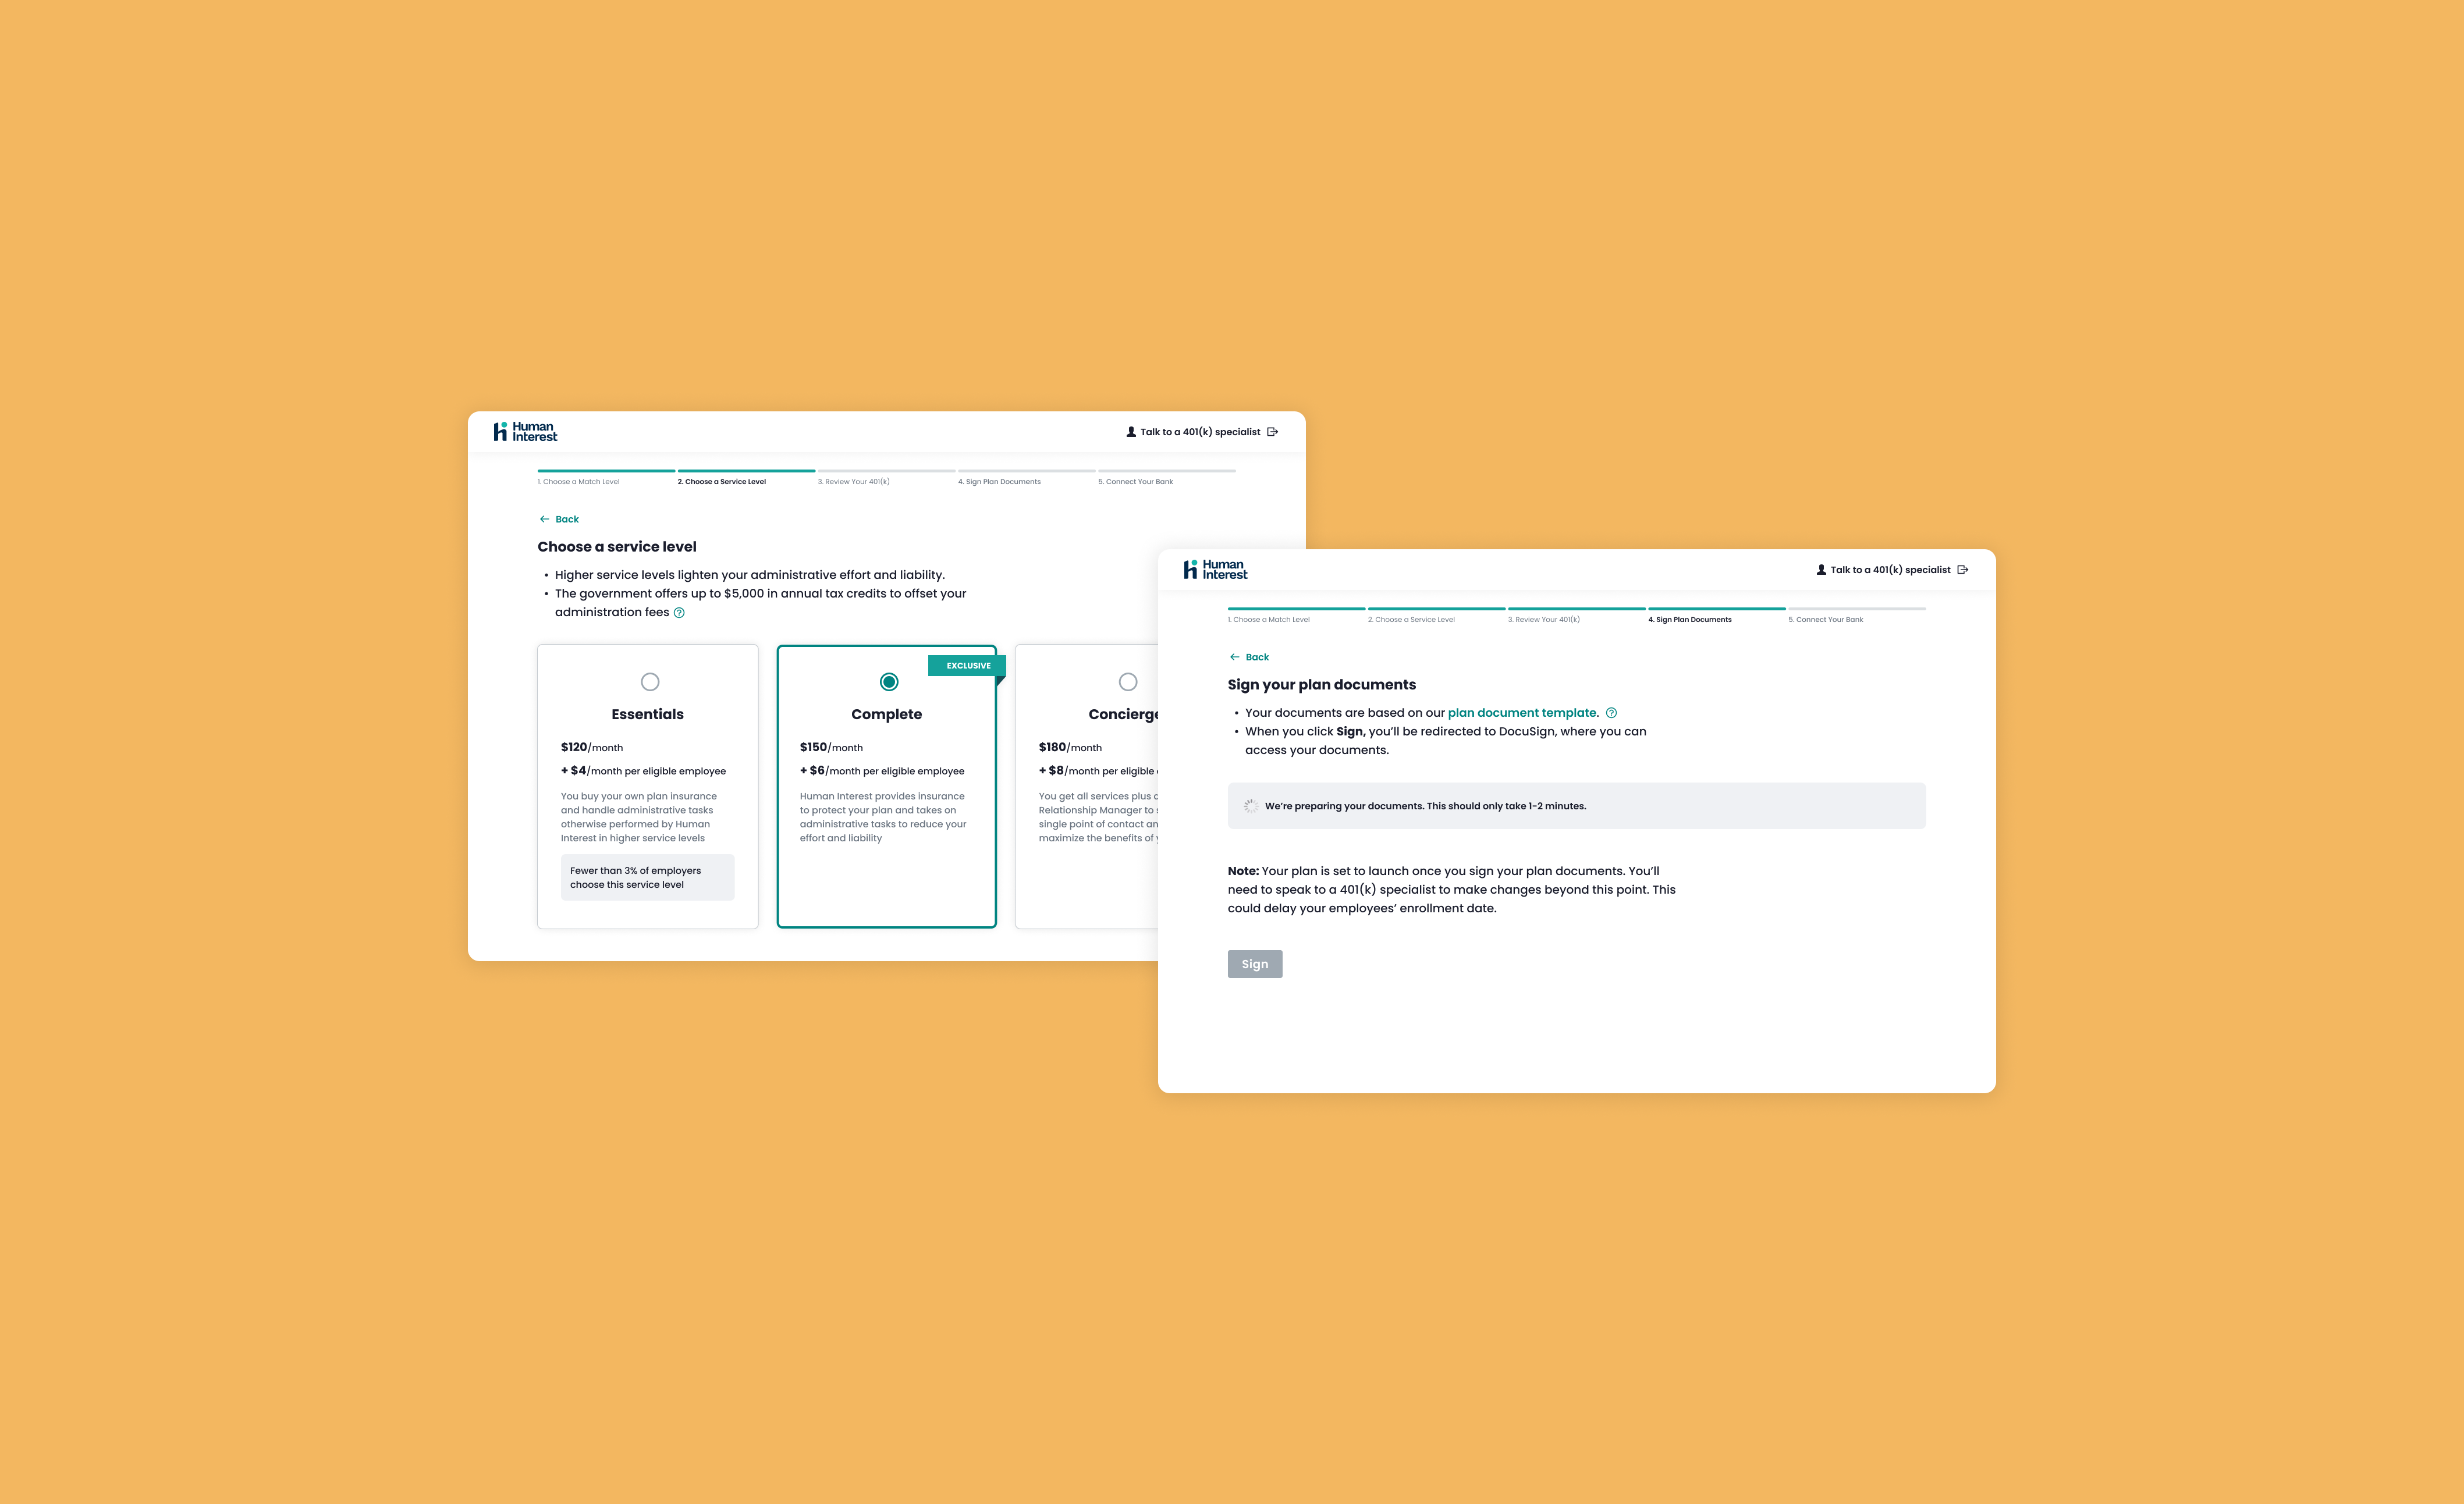 Human
Interest
Talk to a 401(k) specialist
1. Choose a Match Level
2. Choose a Service Level
3. Review Your 401(k)
4. Sign Plan Documents
5. Connect Your Bank
Back
Choose a service level
• Higher service levels lighten your administrative effort and liability.
• The government offers up to $5,000 in annual tax credits to offset your
administration fees
Essentials
$120/month
+ $4/month per eligible employee
You buy your own plan insurance
and handle administrative tasks
otherwise performed by Human
Interest in higher service levels
Fewer than 3% of employers
choose this service level
EXCLUSIVE
Complete
$150/month
+ $6/month per eligible employee
Human Interest provides insurance
to protect your plan and takes on
administrative tasks to reduce your
effort and liability
Concierge
$180/month
+ $8/month per eligible
You get all services plus
Relationship Manager to
single point of contact
maximize the benefits of
Human
Interest
Talk to a 401(k) specialist
1. Choose a Match Level
2. Choose a Service Level
3. Review Your 401(k)
4. Sign Plan Documents
5. Connect Your Bank
Back
Sign your plan documents
• Your documents are based on our plan document template.
• When you click Sign, you’ll be redirected to DocuSign, where you can
access your documents.
We’re preparing your documents. This should only take 1-2 minutes.
Note: Your plan is set to launch once you sign your plan documents. You’ll
need to speak to a 401(k) specialist to make changes beyond this point. This
could delay your employees’ enrollment date.
Sign